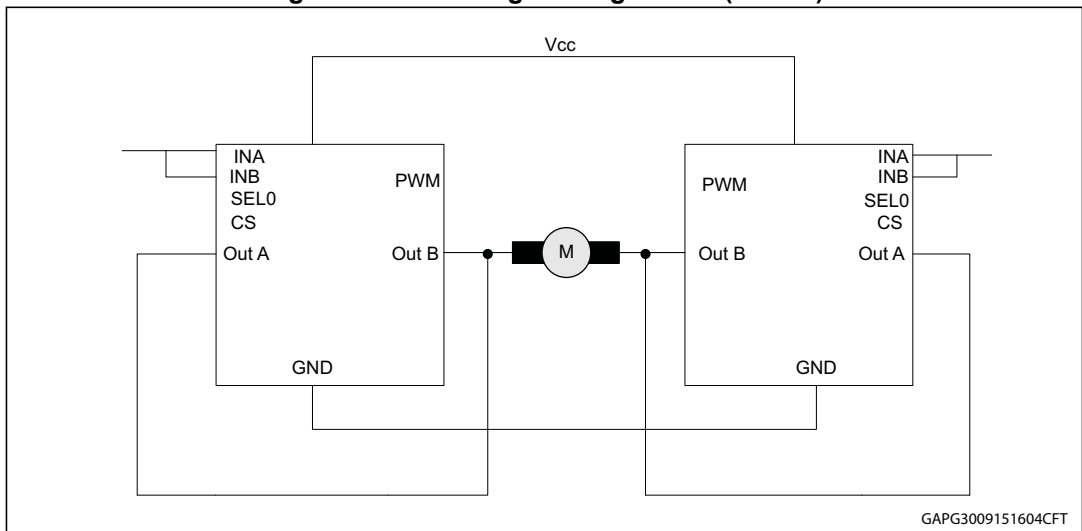 Vcc
INA
INB
SEL0
CS
Out A
PWM
Out B
GND
M
PWM
Out B
INA
INB
SEL0
CS
Out A
GND
GAPG3009151604CFT